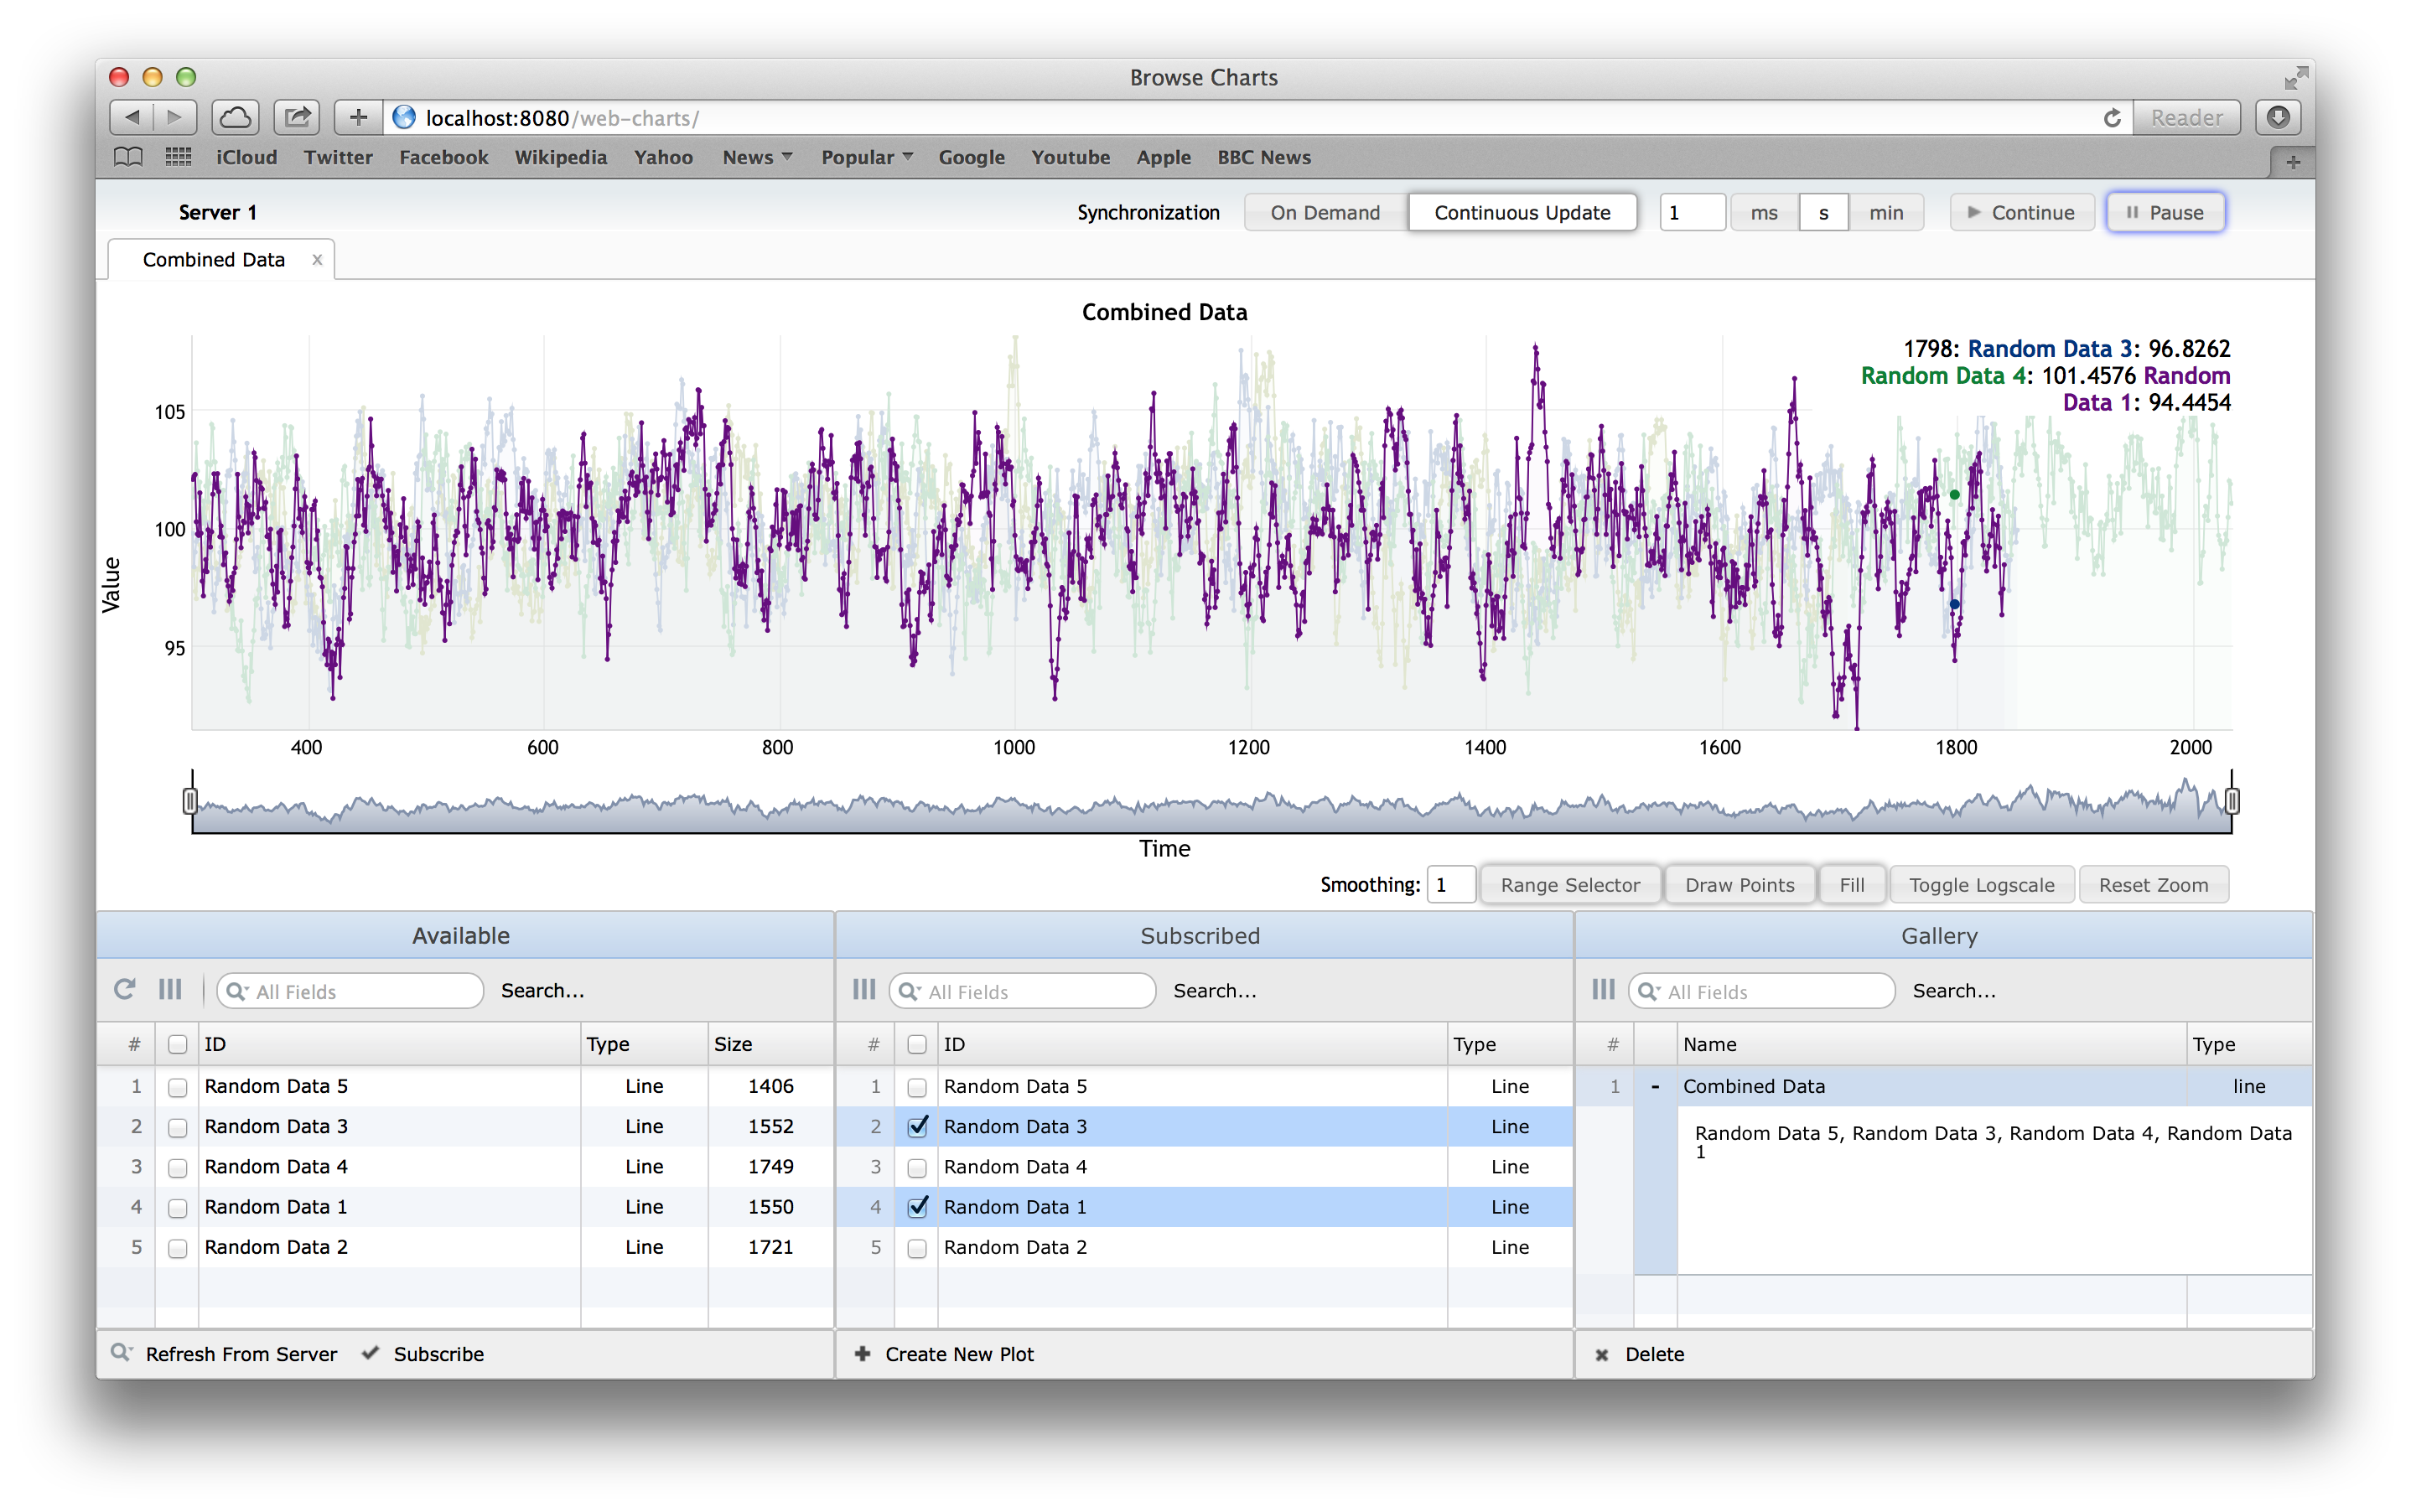 Browse Charts
localhost:8080/web-charts/
Reader
iCloud Twitter Facebook Wikipedia Yahoo News Popular Google Youtube Apple BBC News
Server 1 Synchronization On Demand Continuous Update 1 ms s min Continue Pause
Combined Data x
Combined Data
1798: Random Data 3: 96.8262
Random Data 4: 101.4576 Random
Data 1: 94.4454
105
100
95
Value
400 600 800 1000 1200 1400 1600 1800 2000
Time
Smoothing: 1 Range Selector Draw Points Fill Toggle Logscale Reset Zoom
Available
All Fields Search...
# ID Type Size
1 Random Data 5 Line 1406
2 Random Data 3 Line 1552
3 Random Data 4 Line 1749
4 Random Data 1 Line 1550
5 Random Data 2 Line 1721
Refresh From Server Subscribe
Subscribed
All Fields Search...
# ID Type
1 Random Data 5 Line
2 Random Data 3 Line
3 Random Data 4 Line
4 Random Data 1 Line
5 Random Data 2 Line
Create New Plot
Gallery
All Fields Search...
# Name Type
1 - Combined Data line
Random Data 5, Random Data 3, Random Data 4, Random Data
1
Delete